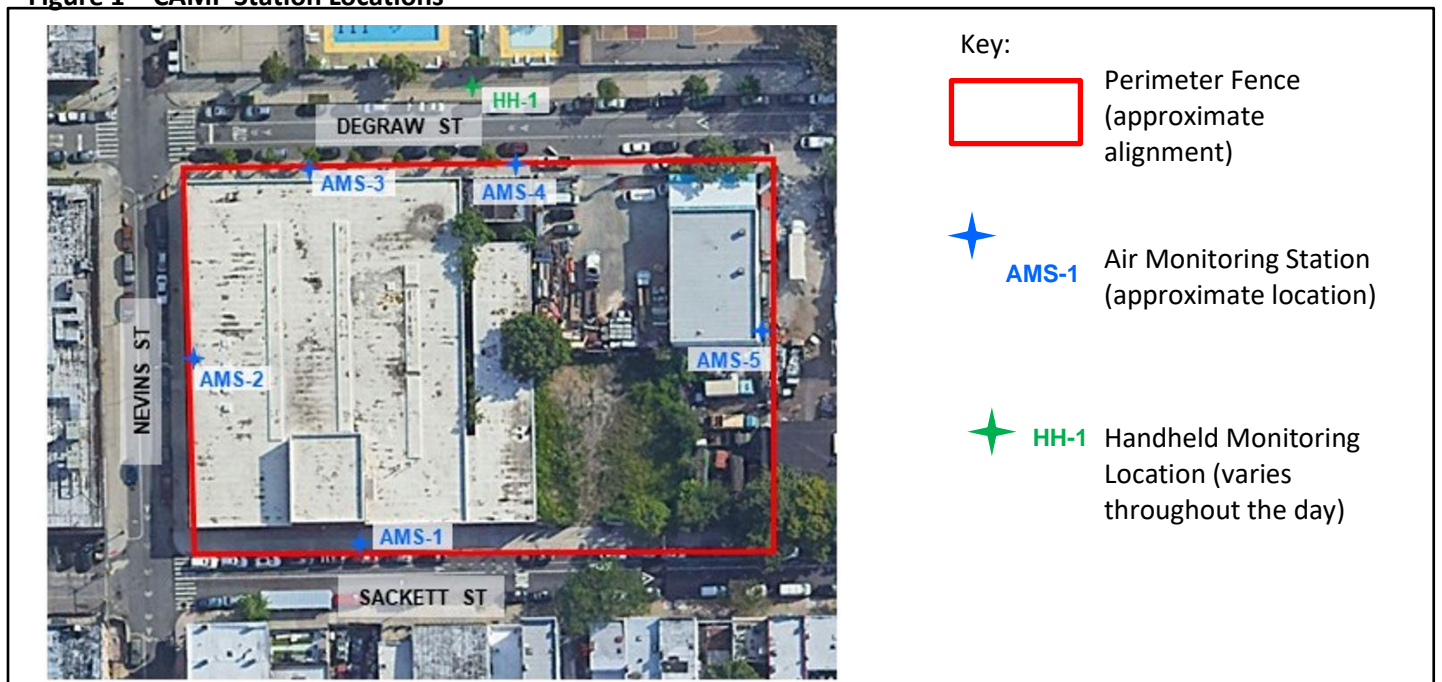 Figure 1 – CAMP Station Locations
HH-1
DEGRAW ST
AMS-3
AMS-4
AMS-5
AMS-2
NEVINS ST
AMS-1
SACKETT ST
Key:
Perimeter Fence
(approximate
alignment)
AMS-1
Air Monitoring Station
(approximate location)
HH-1
Handheld Monitoring
Location (varies
throughout the day)